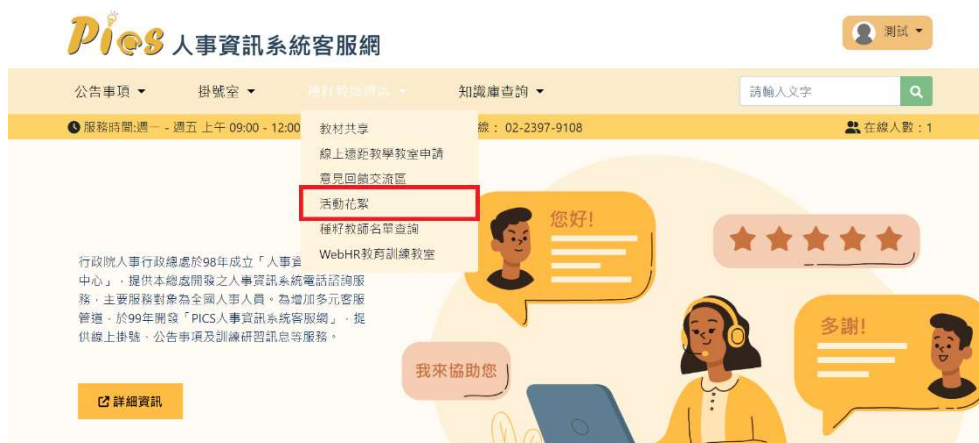 Pics 人事資訊系統客服網
測試
公告事項
掛號室
種籽教師專區
知識庫查詢
請輸入文字
服務時間:週一 - 週五 上午 09:00 - 12:00
線： 02-2397-9108
在線人數：1
教材共享
線上遠距教學教室申請
意見回饋交流區
活動花絮
種籽教師名單查詢
WebHR教育訓練教室
行政院人事行政總處於98年成立「人事資
中心」，提供本總處開發之人事資訊系統電話諮詢服
務，主要服務對象為全國人事人員。為增加多元客服
管道，於99年開發「PICS人事資訊系統客服網」，提
供線上掛號、公告事項及訓練研習訊息等服務。
詳細資訊
您好!
多謝!
我來協助您